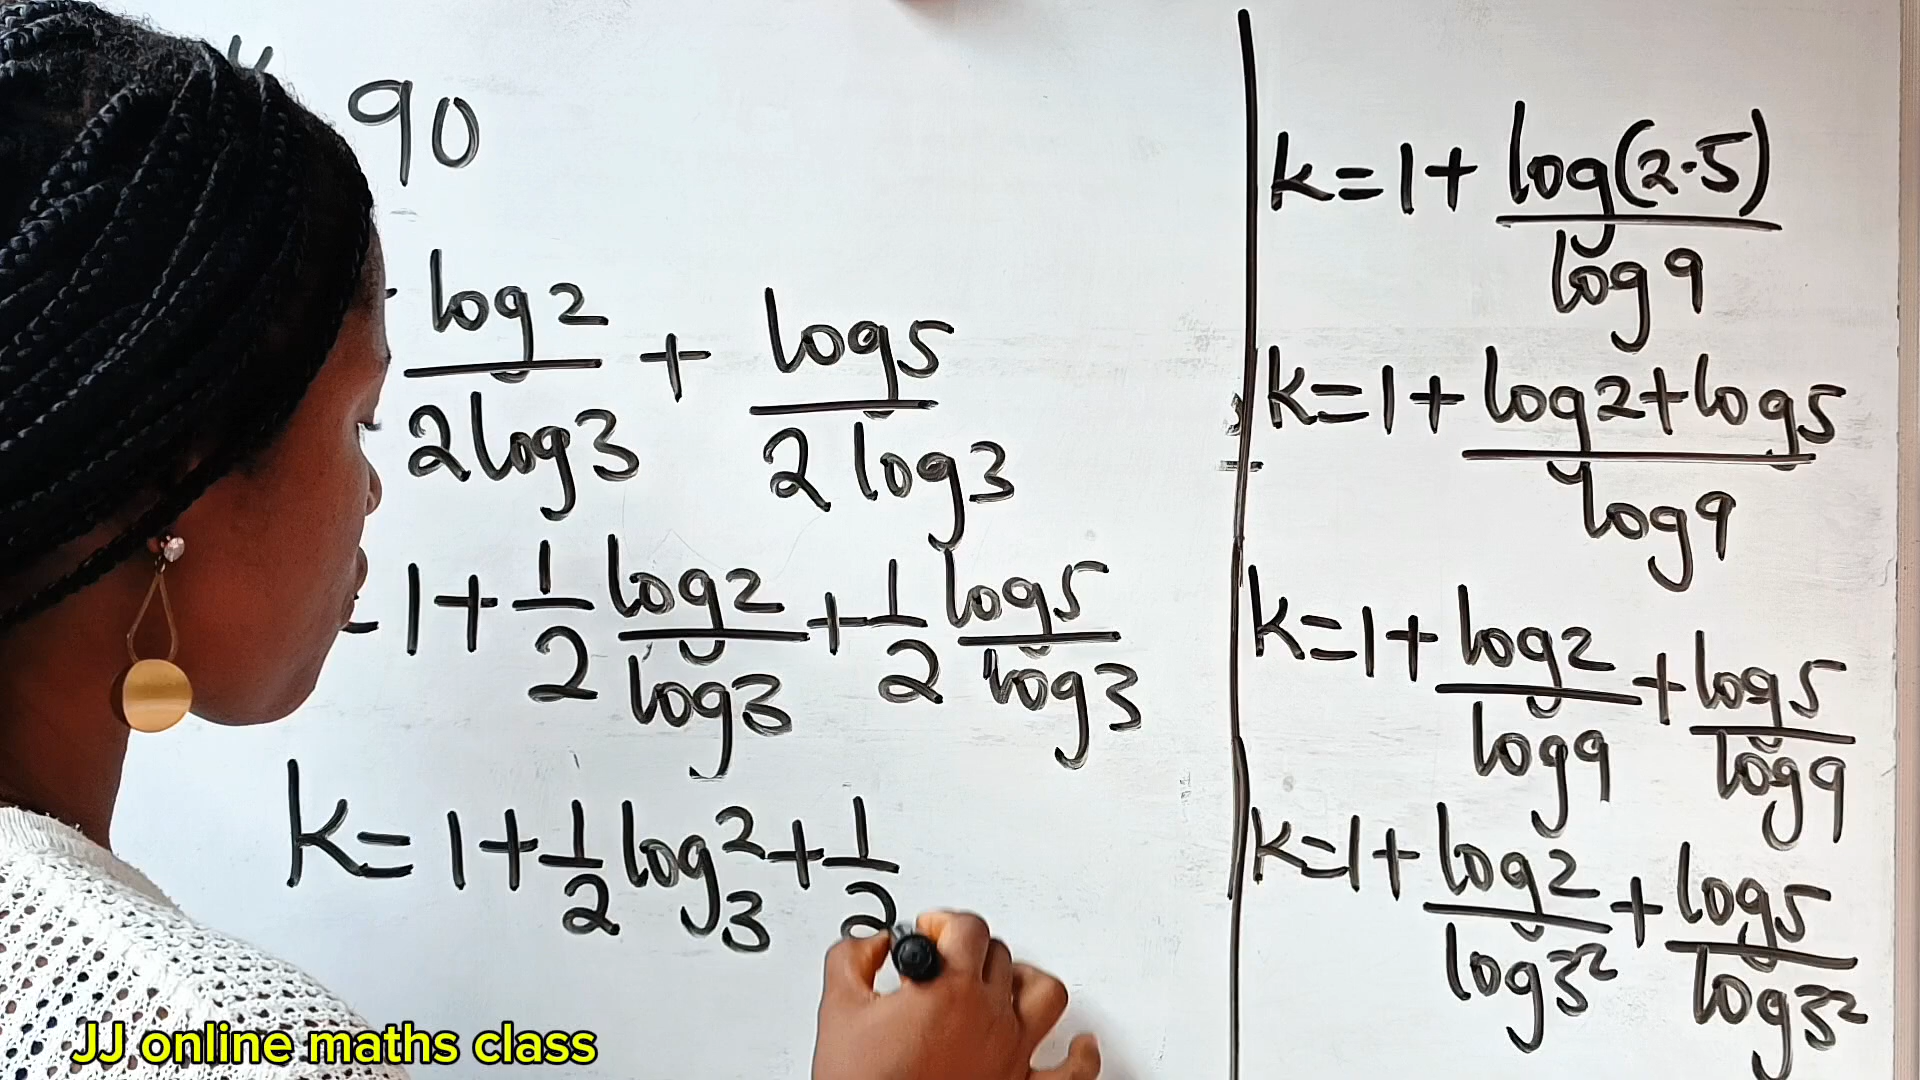 90
log2/2log3 + log5/2log3
1+1/2 log2/log3 +1/2 log5/log3
k= 1+1/2 log₃2+1/2
k=1+ log(2·5)/log9
k=1+ log2+log5/log9
k=1+ log2/log9 + log5/log9
k=1+ log2/log3² + log5/log3²
JJ online maths class